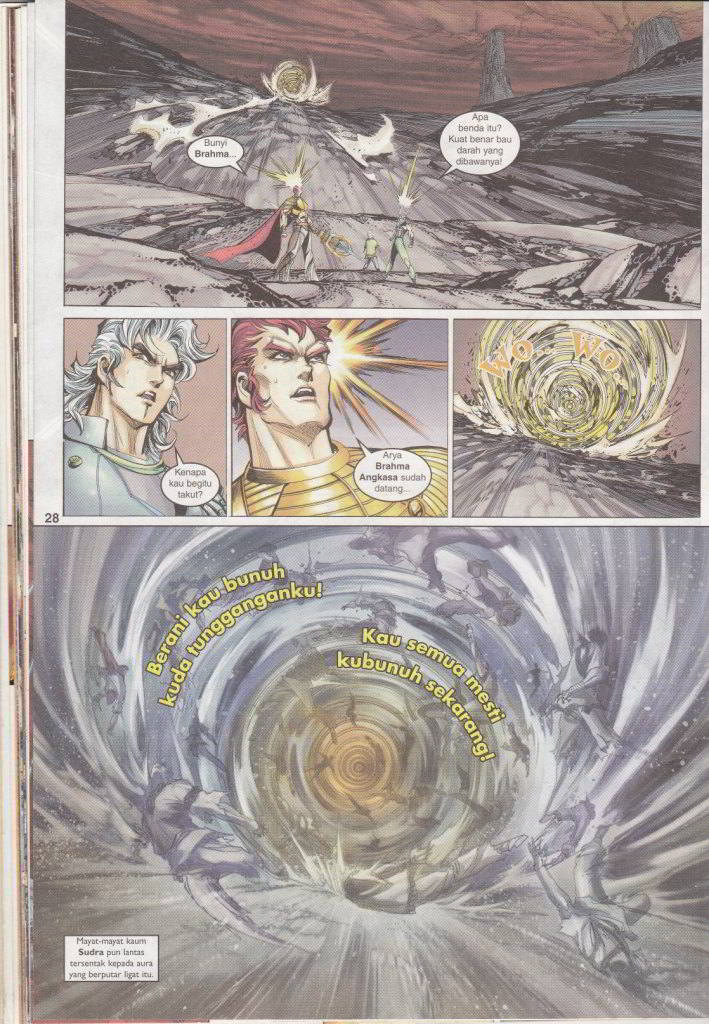 Bunyi
Brahma...
Apa
benda itu?
Kuat benar bau
darah yang
dibawanya!
Kenapa
kau begitu
takut?
Arya
Brahma
Angkasa sudah
datang...
WO... WO...
28
Berani kau bunuh
kuda tungganganku!
Kau semua mesti
kubunuh sekarang!
Mayat-mayat kaum
Sudra pun lantas
tersentak kepada aura
yang berputar ligat itu.